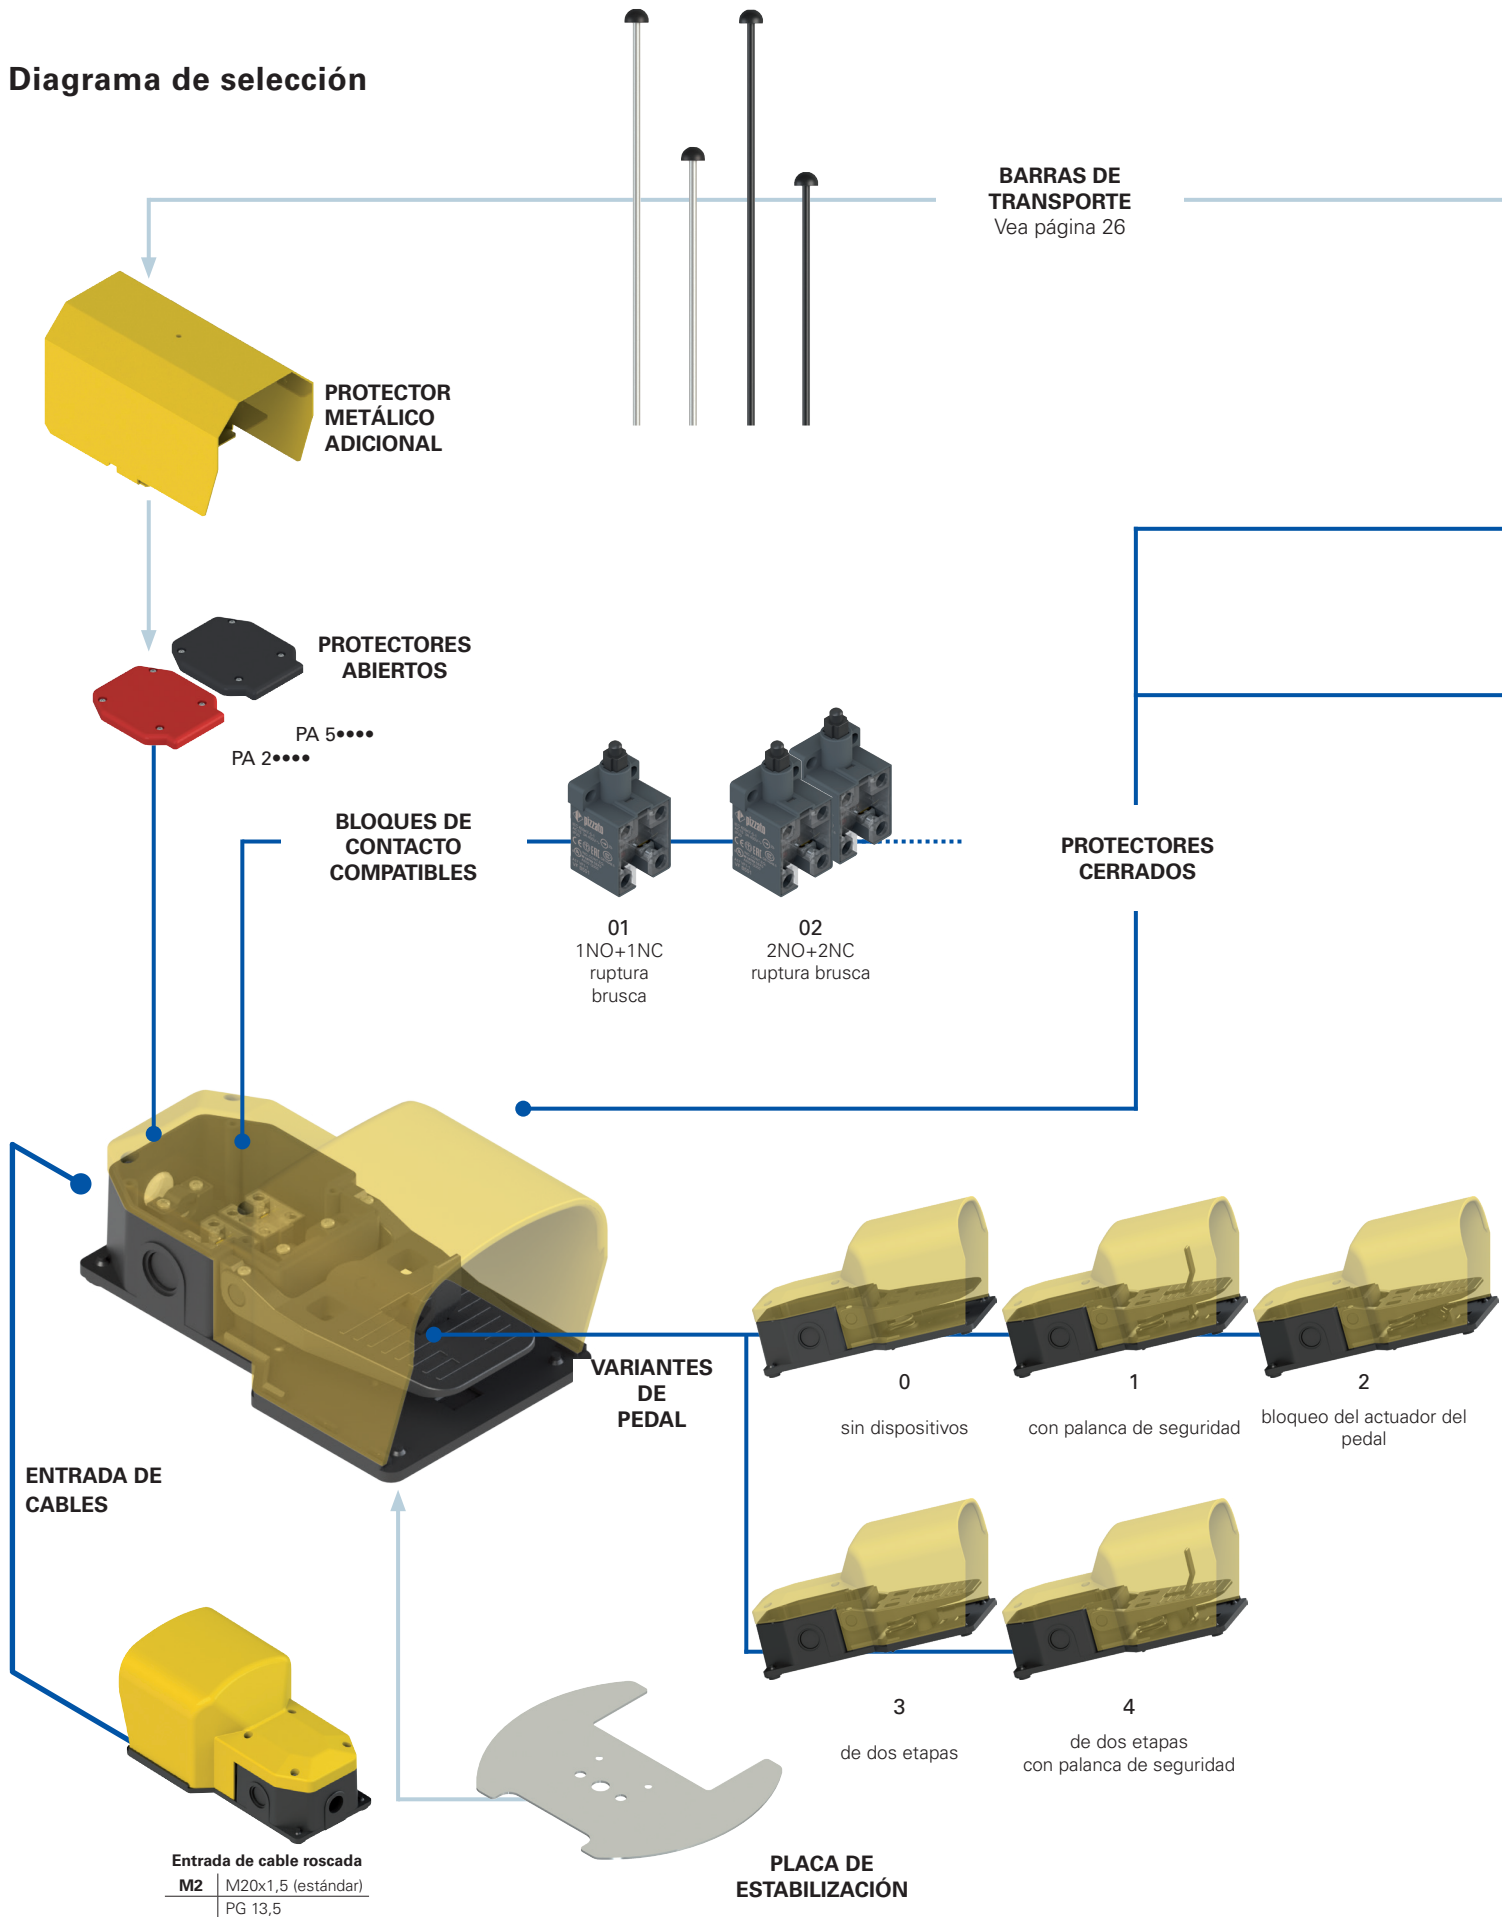 Diagrama de selección
BARRAS DE
TRANSPORTE
Vea página 26
PROTECTOR
METÁLICO
ADICIONAL
PROTECTORES
ABIERTOS
PA 5••••
PA 2••••
BLOQUES DE
CONTACTO
COMPATIBLES
pizzato
pizzato
01
1NO+1NC
ruptura
brusca
02
2NO+2NC
ruptura brusca
PROTECTORES
CERRADOS
VARIANTES
DE
PEDAL
0
sin dispositivos
1
con palanca de seguridad
2
bloqueo del actuador del
pedal
3
de dos etapas
4
de dos etapas
con palanca de seguridad
ENTRADA DE
CABLES
Entrada de cable roscada
M2 M20x1,5 (estándar)
PG 13,5
PLACA DE
ESTABILIZACIÓN